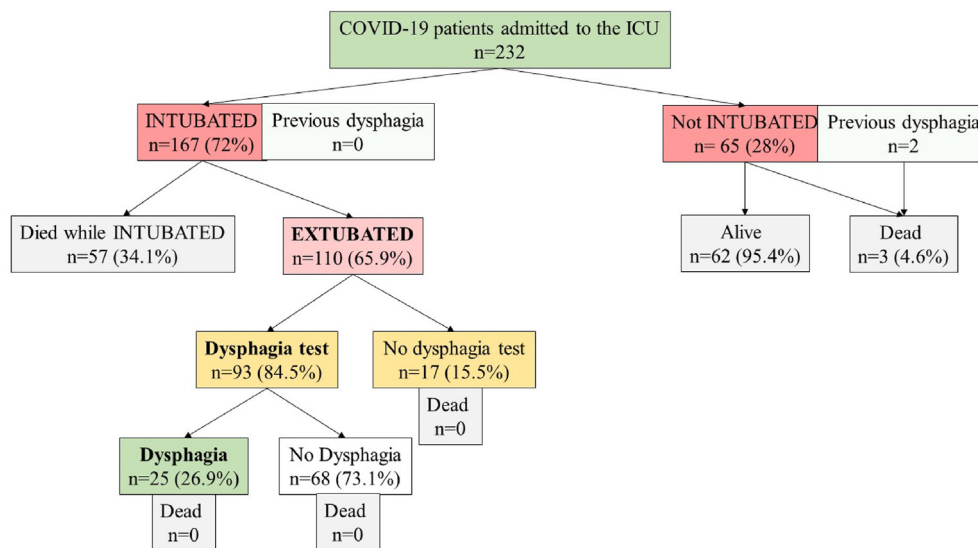 COVID-19 patients admitted to the ICU
n=232
INTUBATED
n=167 (72%)
Previous dysphagia
n=0
Not INTUBATED
n= 65 (28%)
Previous dysphagia
n=2
Died while INTUBATED
n=57 (34.1%)
EXTUBATED
n=110 (65.9%)
Alive
n=62 (95.4%)
Dead
n=3 (4.6%)
Dysphagia test
n=93 (84.5%)
No dysphagia test
n=17 (15.5%)
Dead
n=0
Dysphagia
n=25 (26.9%)
No Dysphagia
n=68 (73.1%)
Dead
n=0
Dead
n=0